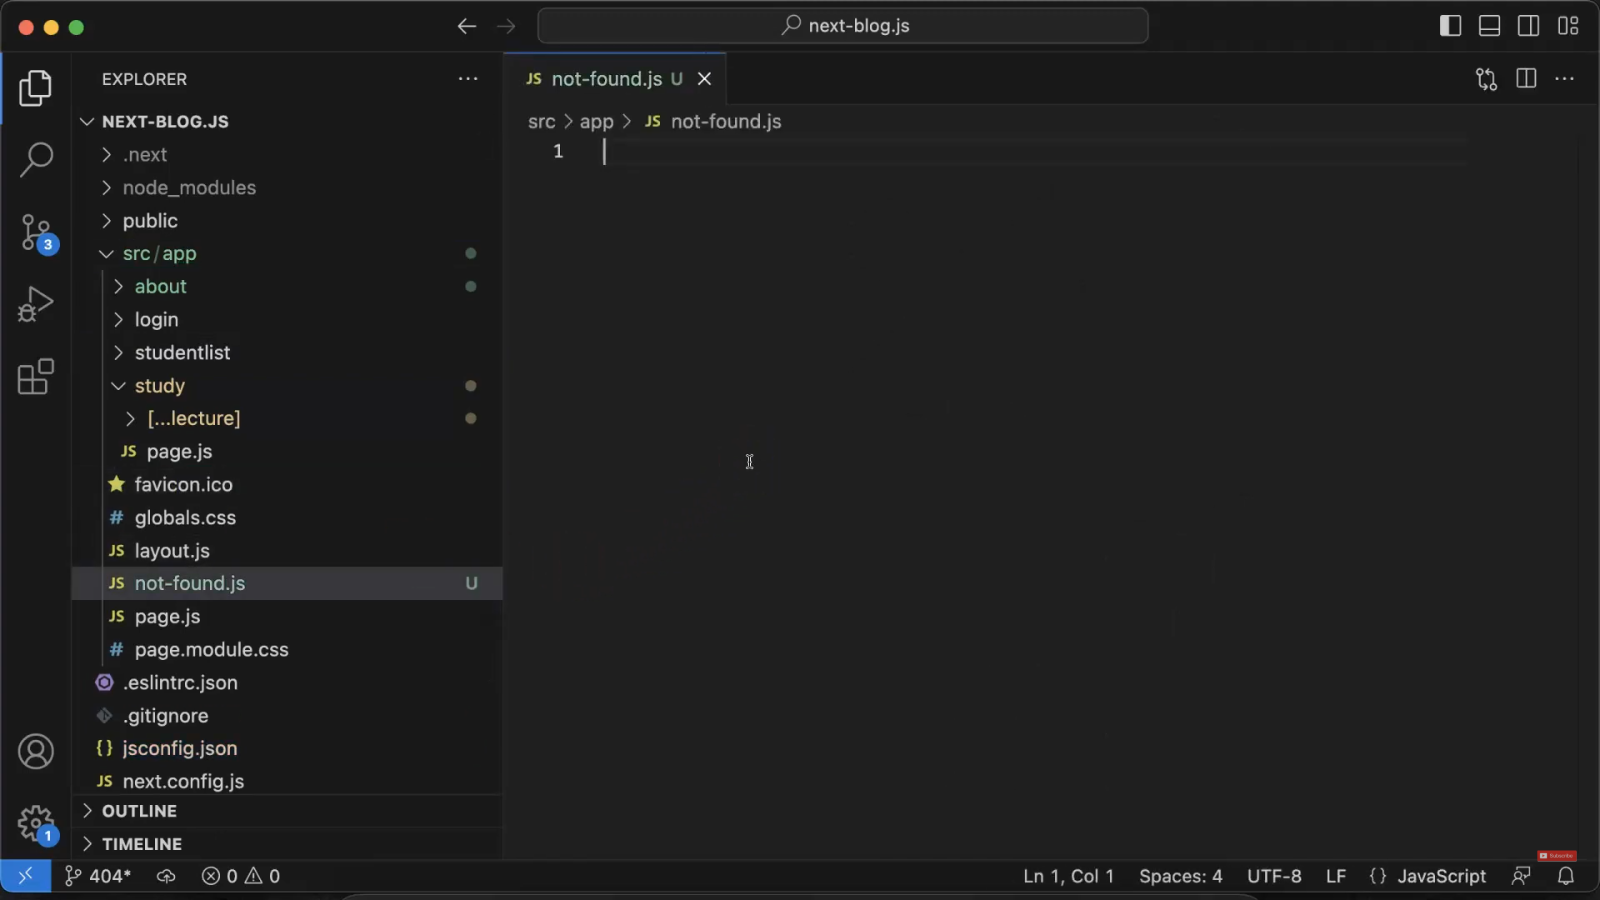 next-blog.js
EXPLORER
NEXT-BLOG.JS
.next
node_modules
public
src/app
about
login
studentlist
study
[...lecture]
JS page.js
favicon.ico
# globals.css
JS layout.js
JS not-found.js U
JS page.js
# page.module.css
.eslintrc.json
.gitignore
{} jsconfig.json
JS next.config.js
OUTLINE
TIMELINE
3
1
JS not-found.js U
src > app > JS not-found.js
1
404*
0 0
Ln 1, Col 1
Spaces: 4
UTF-8
LF
{} JavaScript
Subscribe